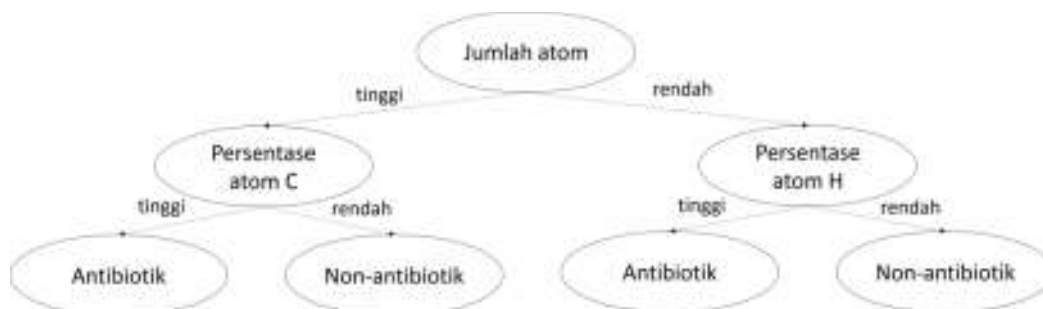 Jumlah atom
tinggi
rendah
Persentase
atom C
Persentase
atom H
tinggi
rendah
tinggi
rendah
Antibiotik
Non-antibiotik
Antibiotik
Non-antibiotik